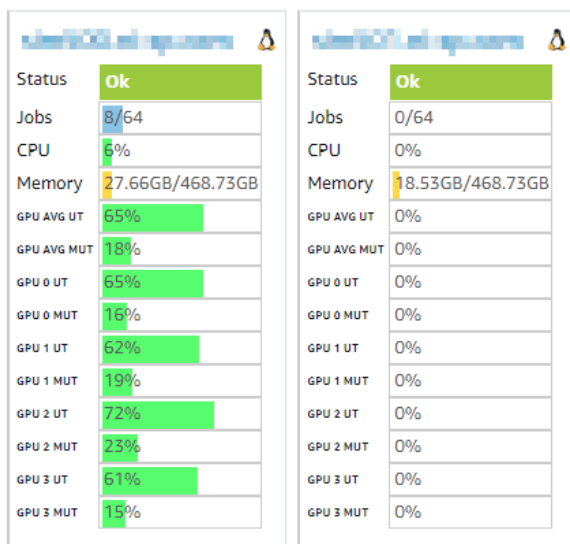 Status Ok
Jobs 8/64
CPU 6%
Memory 27.66GB/468.73GB
GPU AVG UT 65%
GPU AVG MUT 18%
GPU 0 UT 65%
GPU 0 MUT 16%
GPU 1 UT 62%
GPU 1 MUT 19%
GPU 2 UT 72%
GPU 2 MUT 23%
GPU 3 UT 61%
GPU 3 MUT 15%
Status Ok
Jobs 0/64
CPU 0%
Memory 18.53GB/468.73GB
GPU AVG UT 0%
GPU AVG MUT 0%
GPU 0 UT 0%
GPU 0 MUT 0%
GPU 1 UT 0%
GPU 1 MUT 0%
GPU 2 UT 0%
GPU 2 MUT 0%
GPU 3 UT 0%
GPU 3 MUT 0%